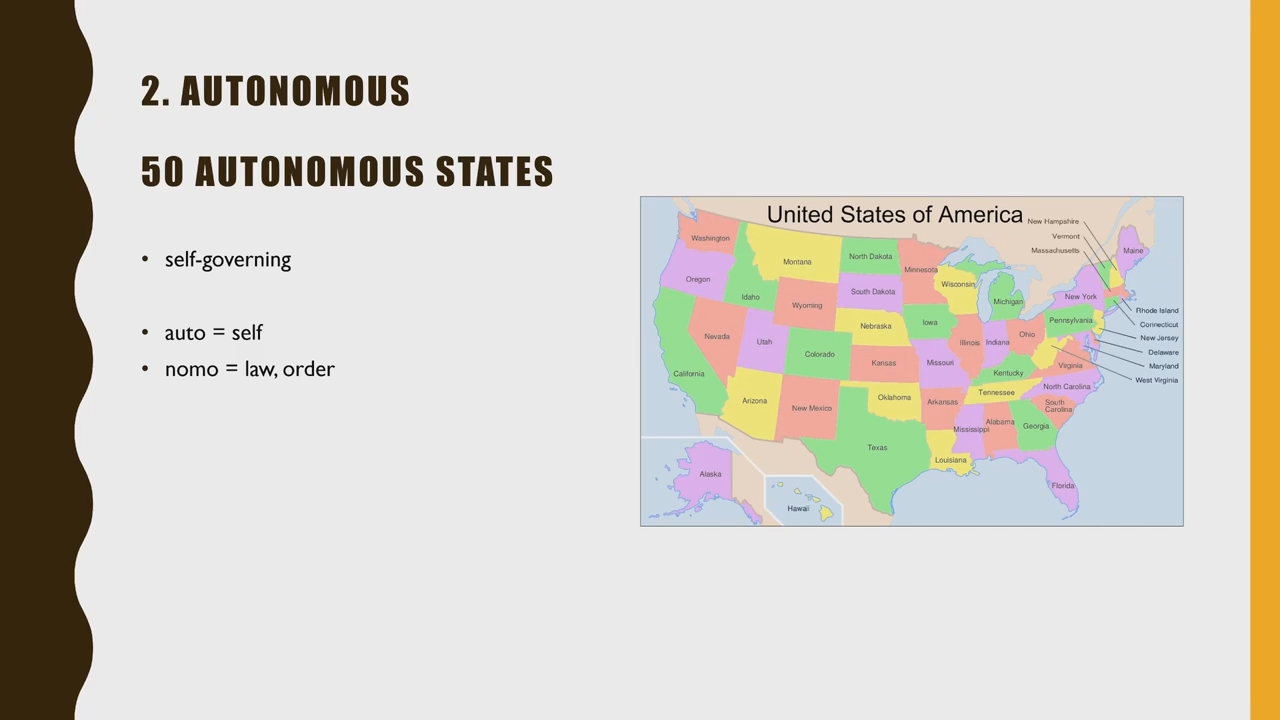 2. AUTONOMOUS
50 AUTONOMOUS STATES
• self-governing
• auto = self
• nomo = law, order
United States of America
New Hampshire
Vermont
Massachusetts
Washington
Montana
North Dakota
Minnesota
Maine
Oregon
Idaho
Wyoming
South Dakota
Wisconsin
Michigan
New York
Rhode Island
Connecticut
New Jersey
Delaware
Maryland
West Virginia
Nevada
Utah
Colorado
Nebraska
Iowa
Illinois
Indiana
Ohio
Pennsylvania
California
Kansas
Missouri
Kentucky
Virginia
Arizona
New Mexico
Oklahoma
Arkansas
Tennessee
North Carolina
South
Carolina
Texas
Louisiana
Mississippi
Alabama
Georgia
Florida
Alaska
Hawaii